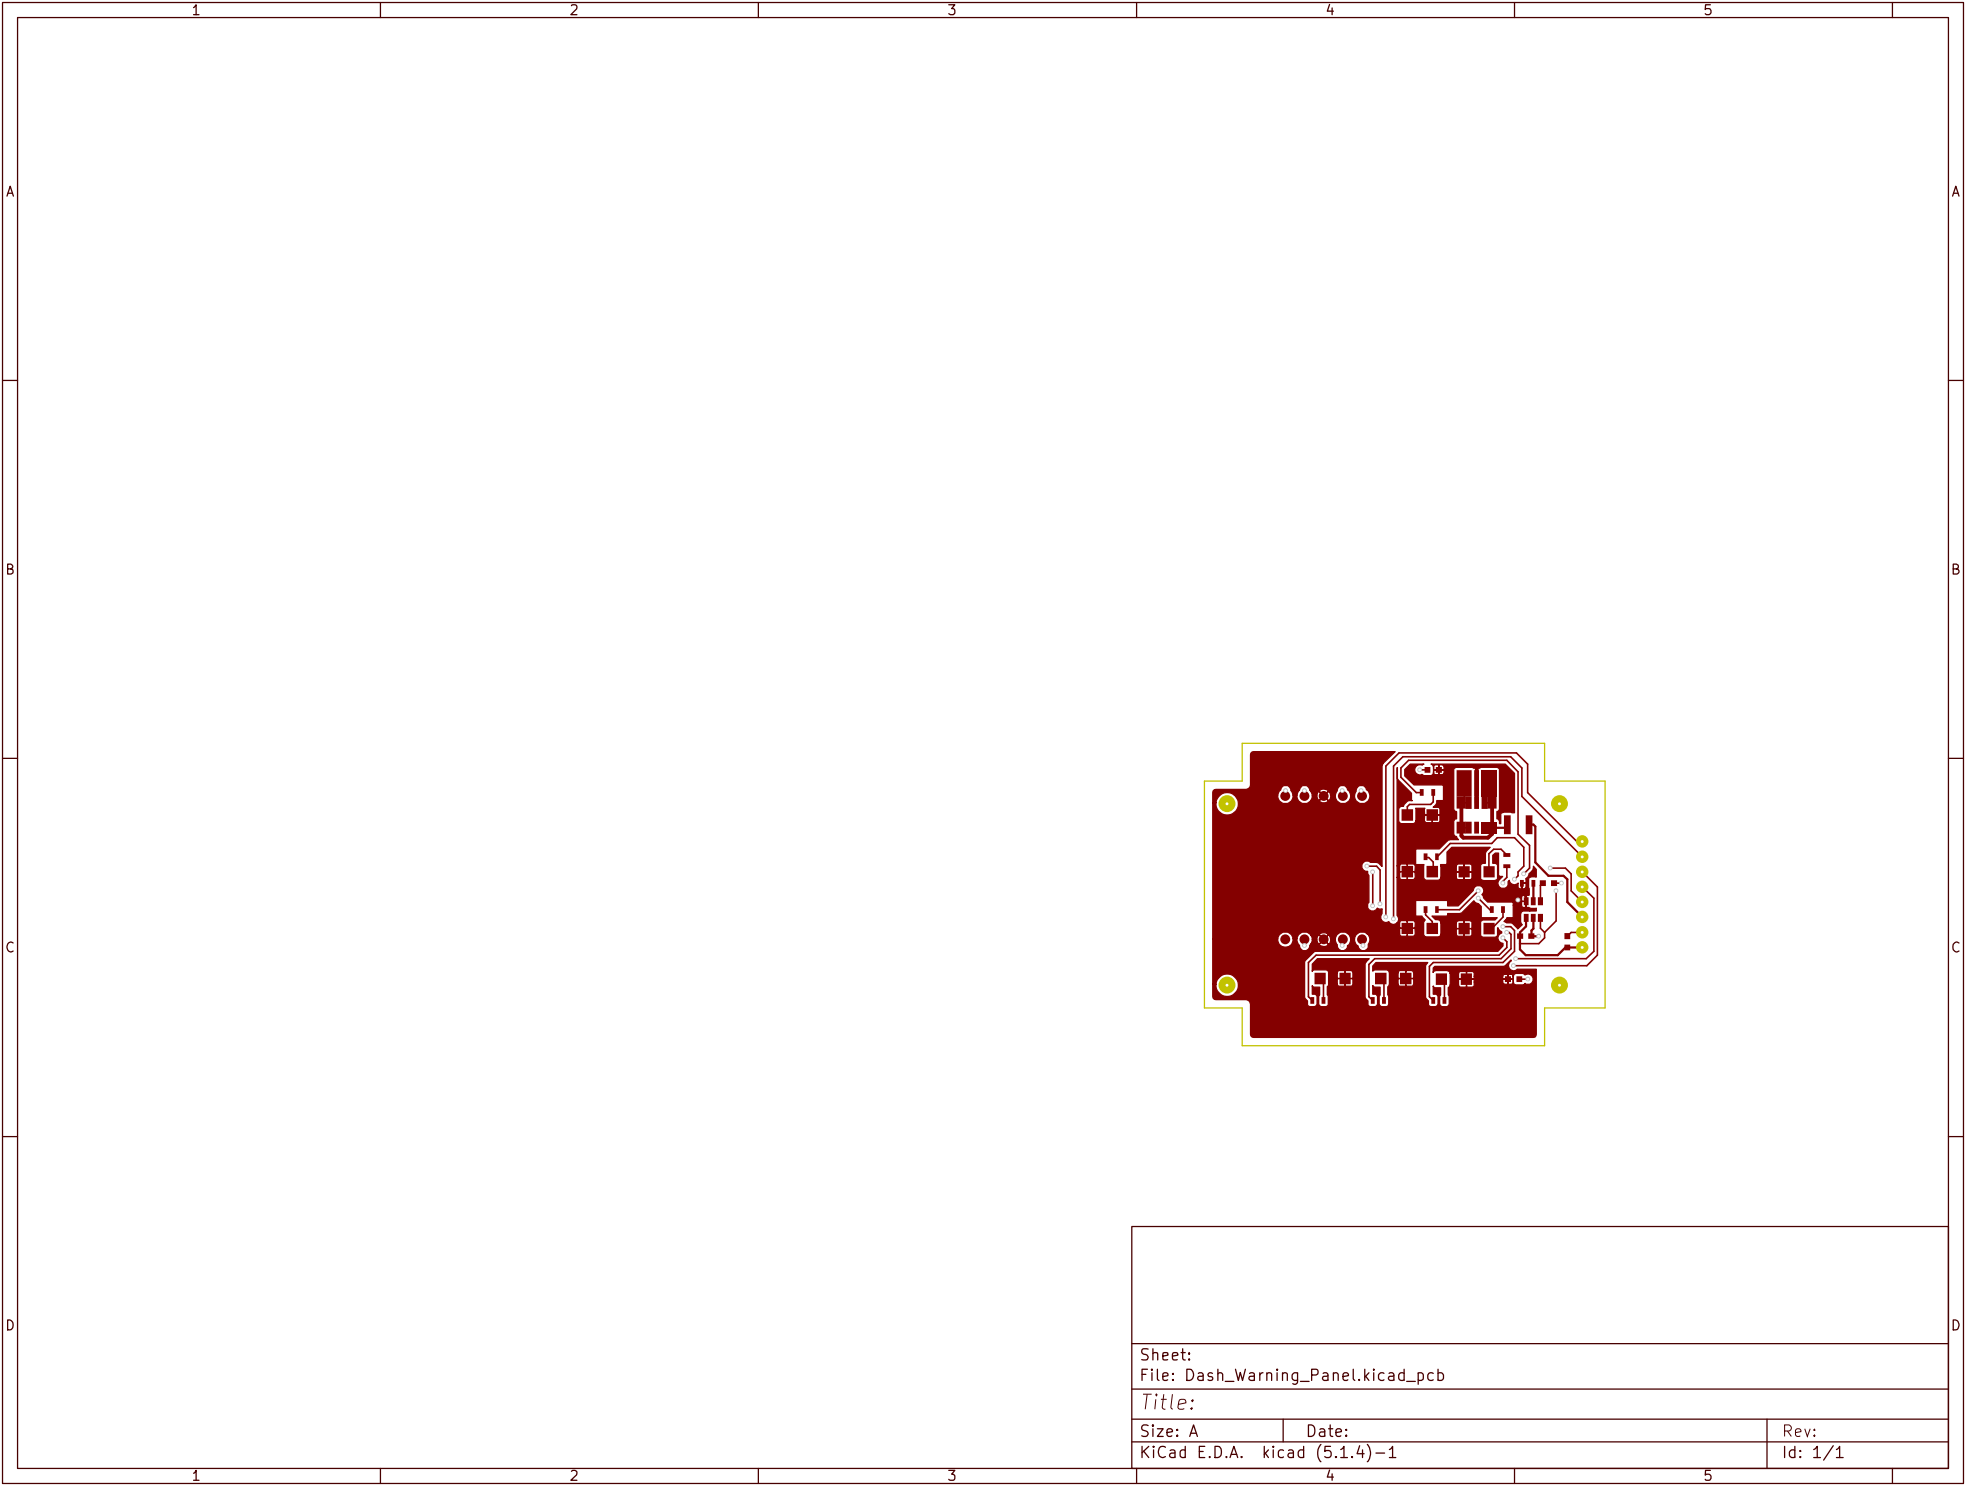 1 2 3 4 5
A A
B B
C C
D D
Sheet:
File: Dash_Warning_Panel.kicad_pcb
Title:
Size: A Date: Rev:
KiCad E.D.A. kicad (5.1.4)-1 Id: 1/1
1 2 3 4 5